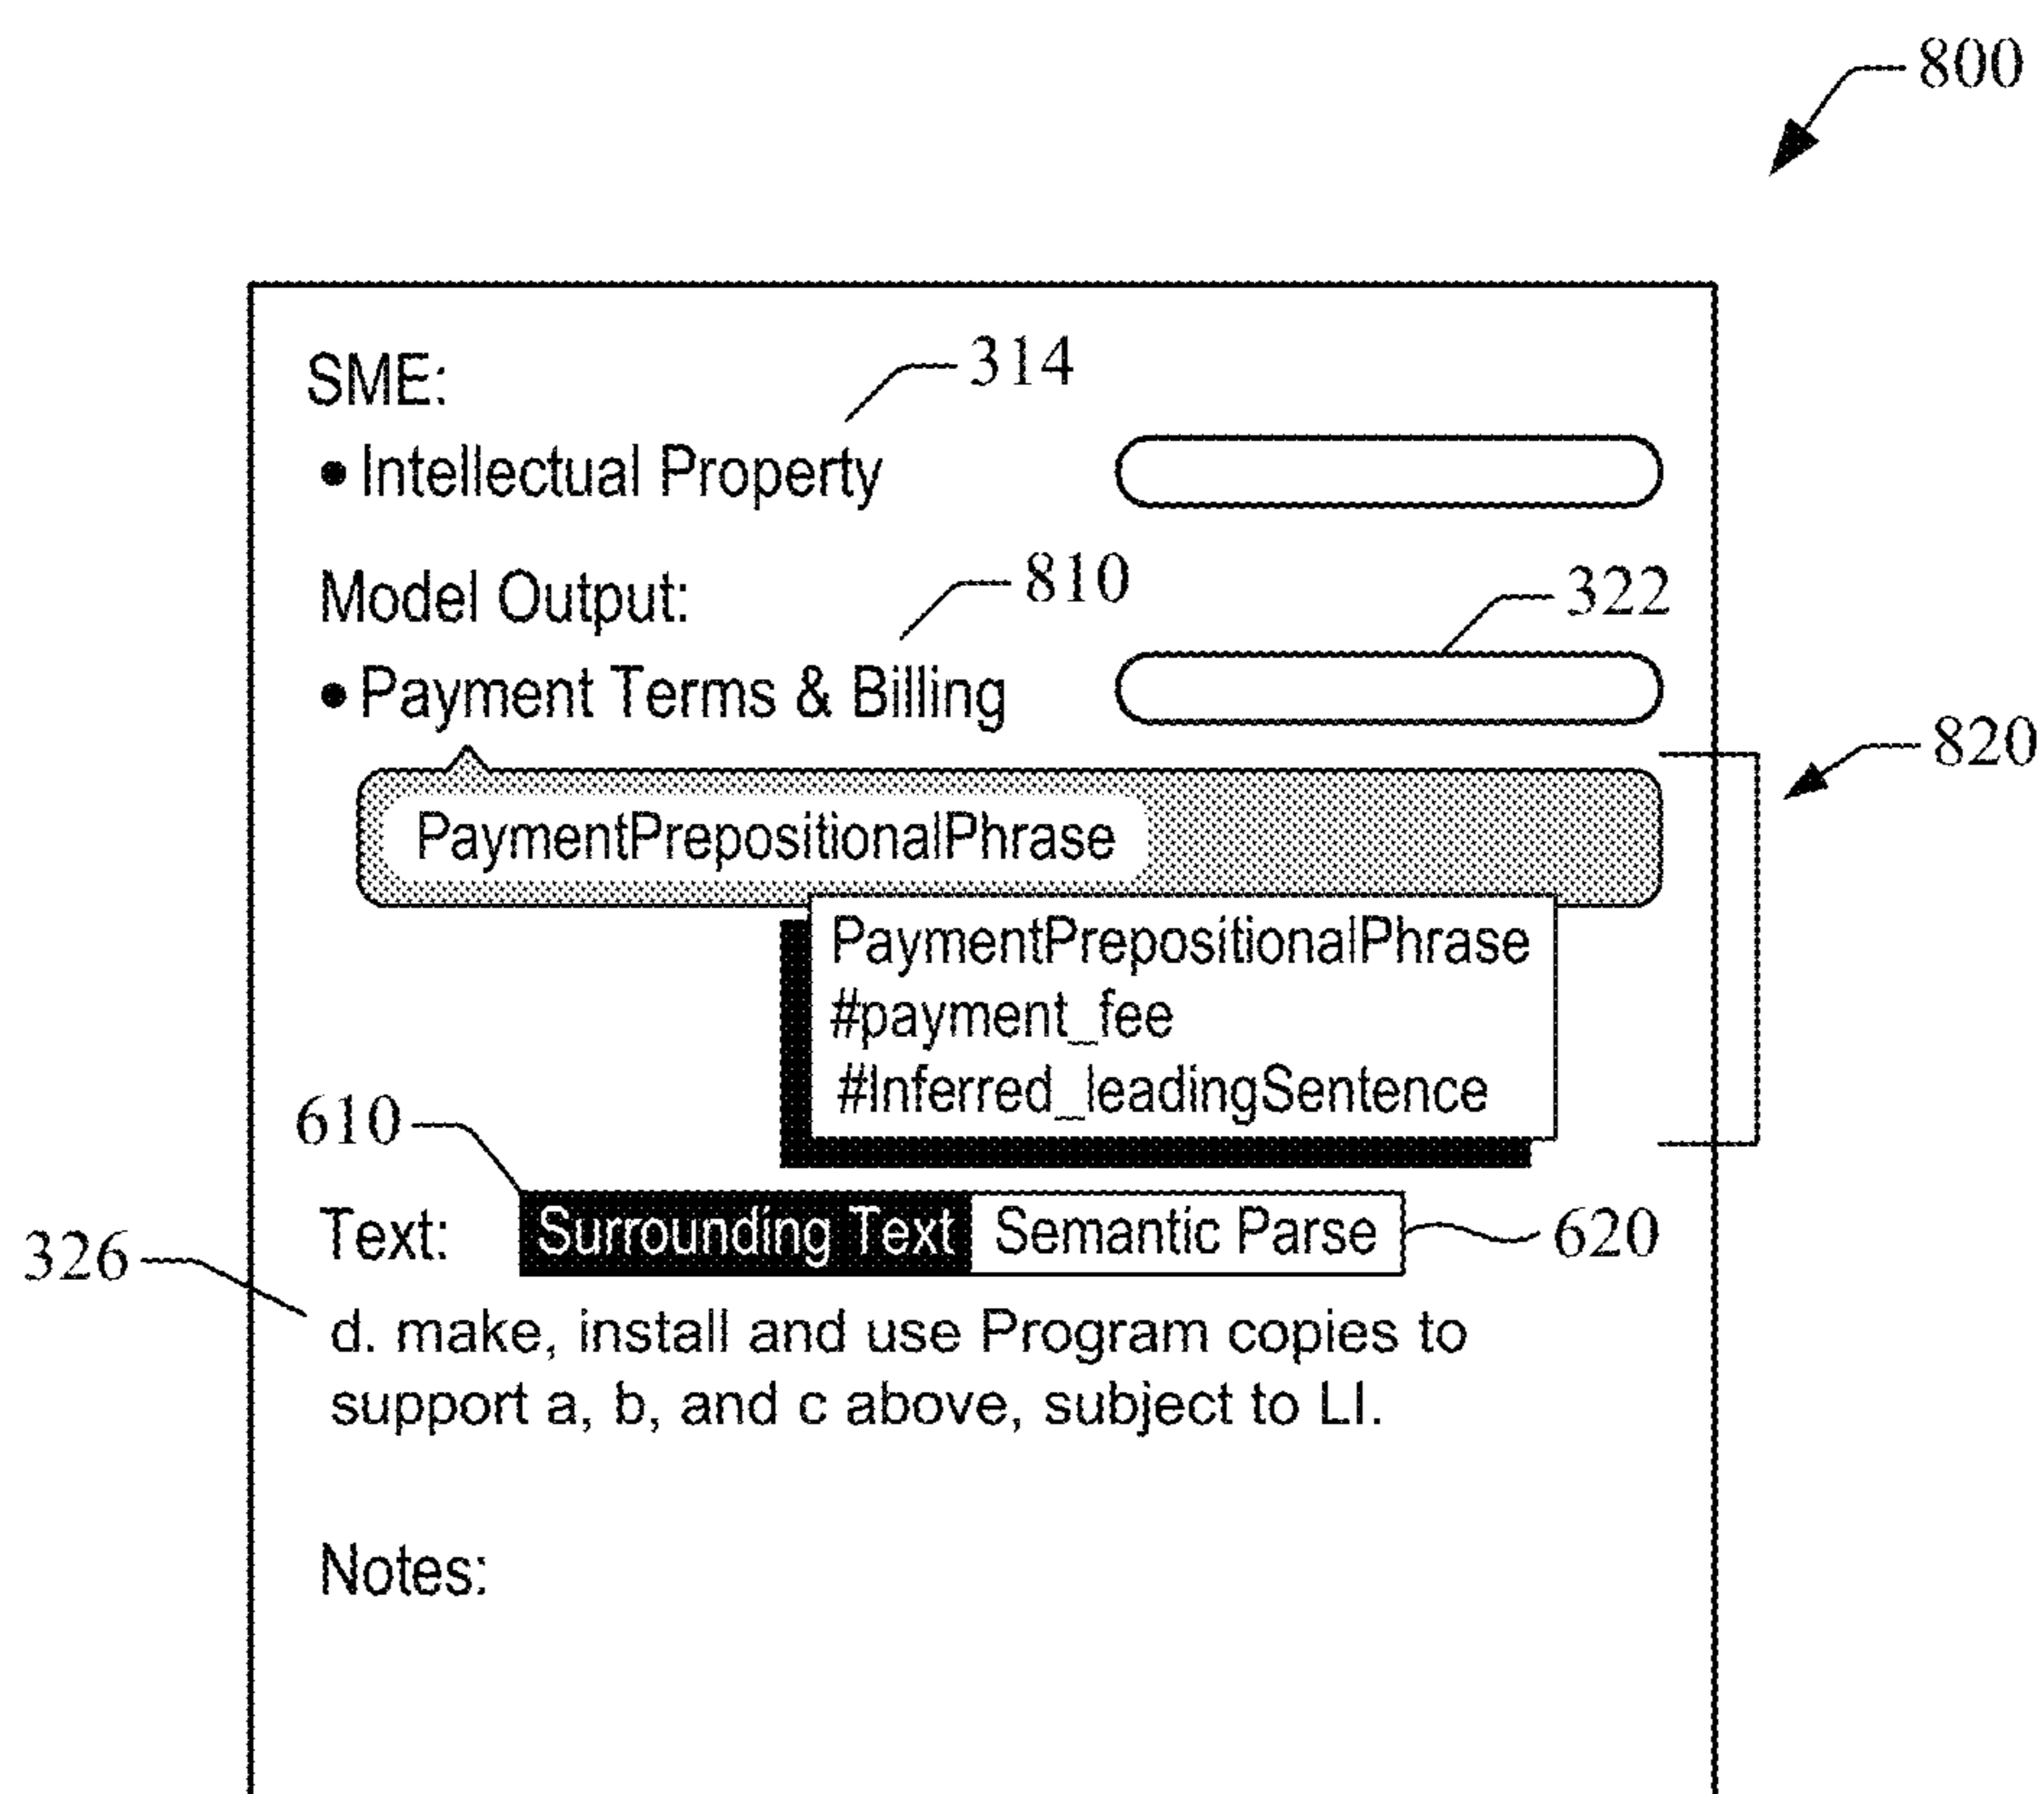 800
SME:
314
• Intellectual Property
Model Output:
810
322
• Payment Terms & Billing
820
PaymentPrepositionalPhrase
PaymentPrepositionalPhrase
#payment_fee
#Inferred_leadingSentence
610
Text: Surrounding Text Semantic Parse 620
326
d. make, install and use Program copies to
support a, b, and c above, subject to LI.
Notes: